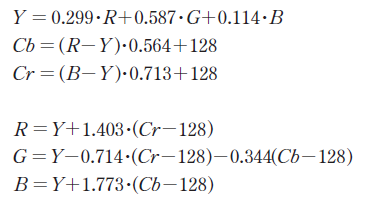 Y=0.299·R+0.587·G+0.114·B
Cb=(R−Y)·0.564+128
Cr=(B−Y)·0.713+128
R=Y+1.403·(Cr−128)
G=Y−0.714·(Cr−128)−0.344(Cb−128)
B=Y+1.773·(Cb−128)